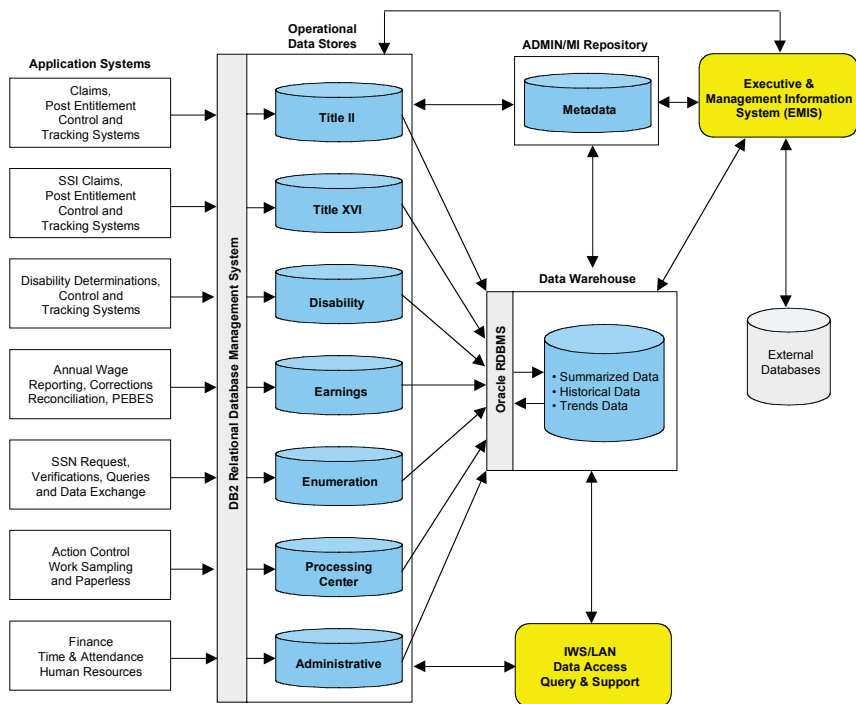 Operational
Data Stores
ADMIN/MI Repository
Application Systems
Claims,
Post Entitlement
Control and
Tracking Systems
SSI Claims,
Post Entitlement
Control and
Tracking Systems
Disability Determinations,
Control and
Tracking Systems
Annual Wage
Reporting, Corrections
Reconciliation, PEBES
SSN Request,
Verifications, Queries
and Data Exchange
Action Control
Work Sampling
and Paperless
Finance
Time & Attendance
Human Resources
DB2 Relational Database Management System
Title II
Title XVI
Disability
Earnings
Enumeration
Processing
Center
Administrative
Metadata
Executive &
Management Information
System (EMIS)
Data Warehouse
Oracle RDBMS
• Summarized Data
• Historical Data
• Trends Data
External
Databases
IWS/LAN
Data Access
Query & Support